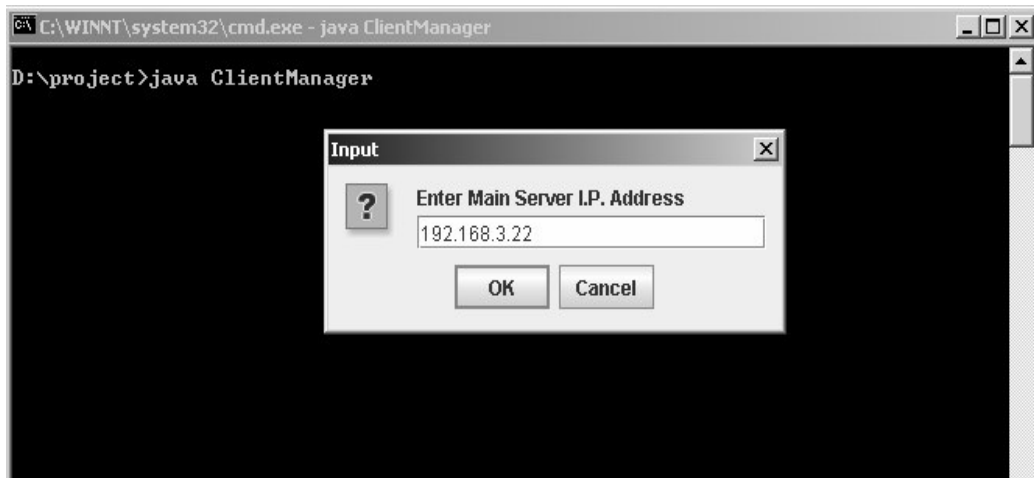 C:\WINNT\system32\cmd.exe - java ClientManager
D:\project>java ClientManager
Input
?
Enter Main Server I.P. Address
192.168.3.22
OK Cancel